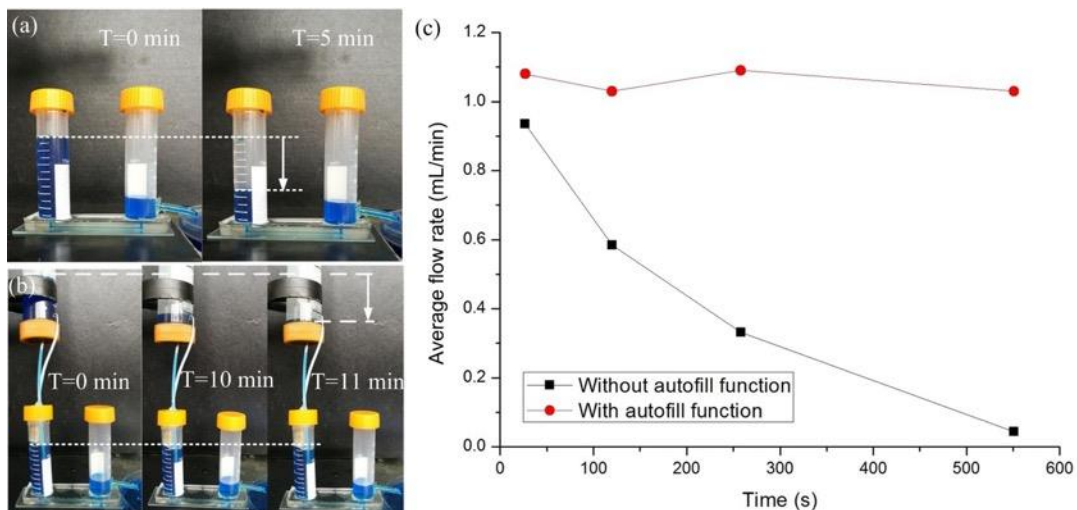 (a)
T=0 min
T=5 min
(b)
T=0 min
T=10 min
T=11 min
(c)
1.2
1.0
0.8
0.6
0.4
0.2
0.0
Average flow rate (mL/min)
Without autofill function
With autofill function
0
100
200
300
400
500
600
Time (s)